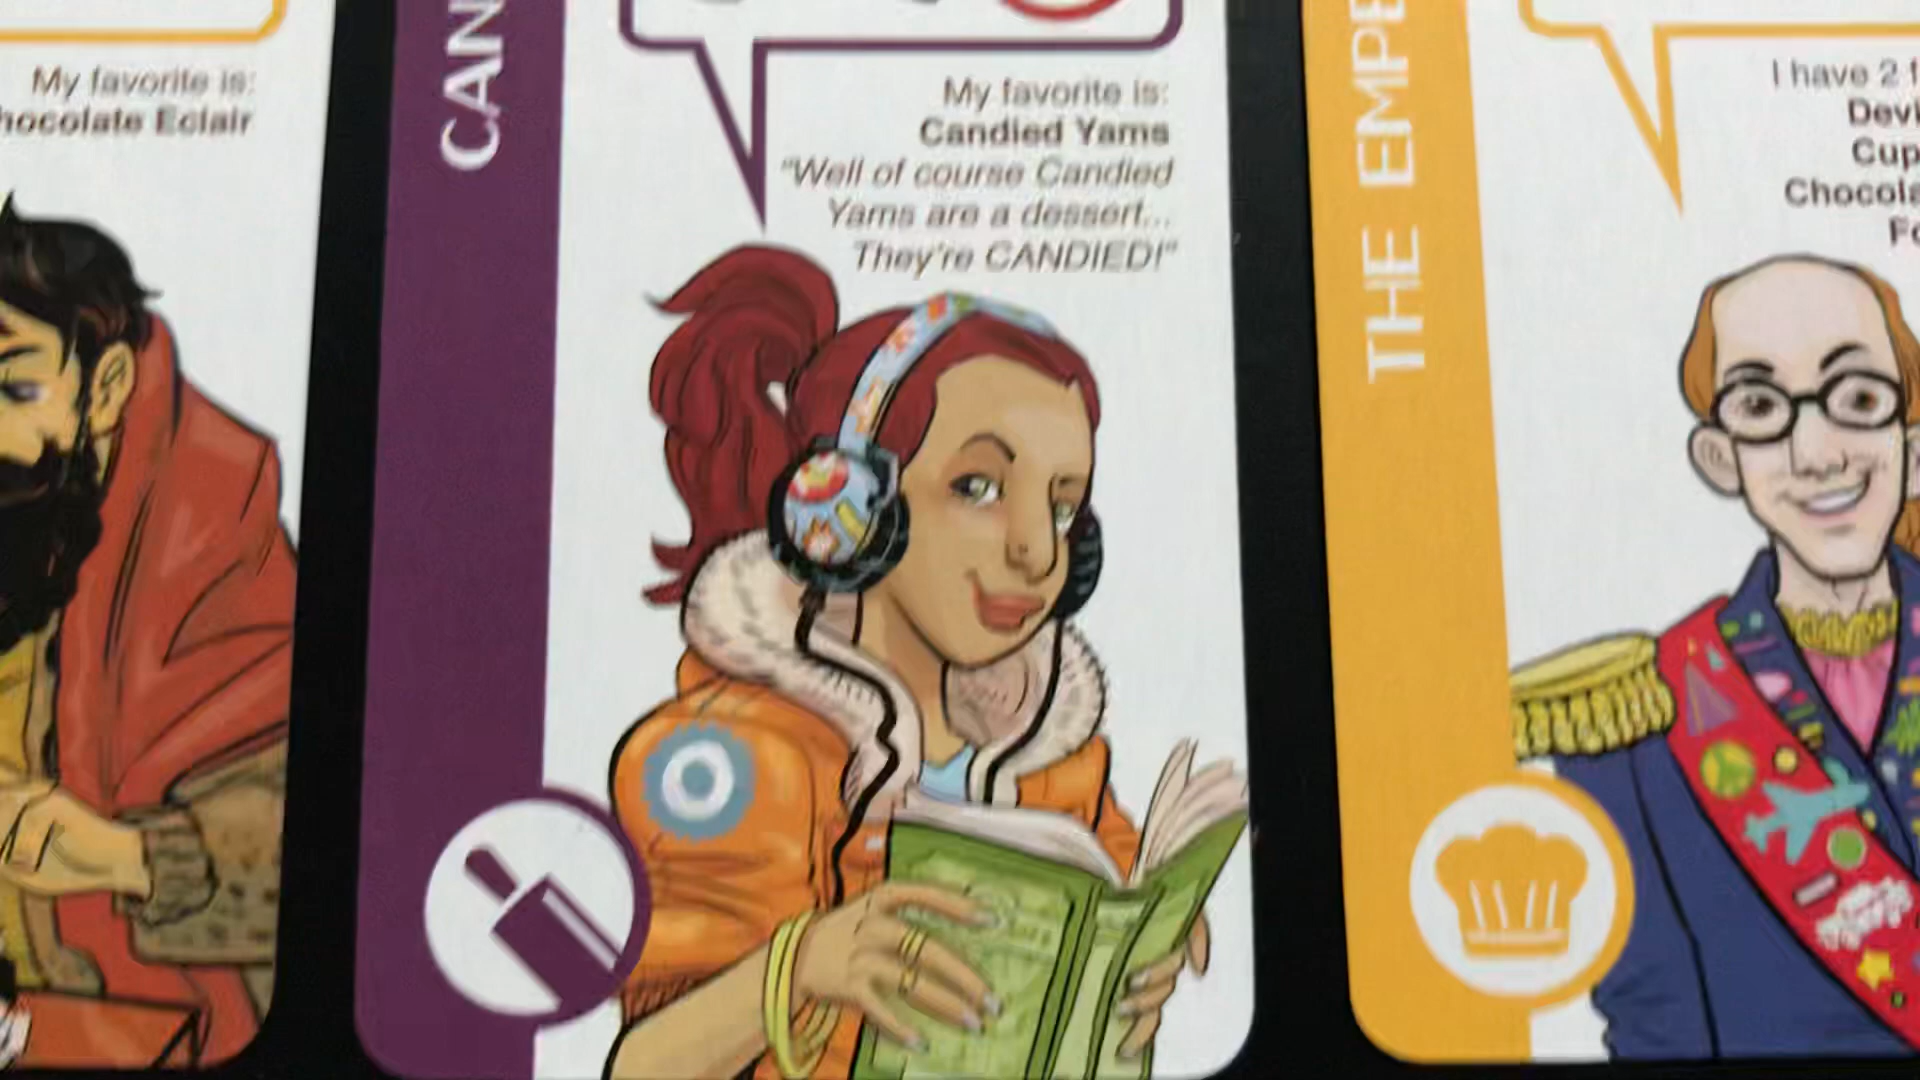 My favorite is:
hocolate Eclair
CAN
My favorite is:
Candied Yams
"Well of course Candied
Yams are a dessert...
They're CANDIED!"
THE EMPE
I have 2 f
Devi
Cup
Chocola
Fo